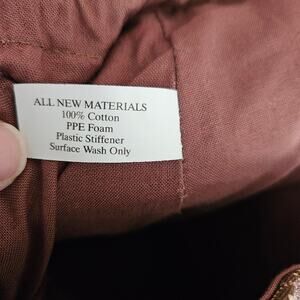 ALL NEW MATERIALS
100% Cotton
PPE Foam
Plastic Stiffener
Surface Wash Only